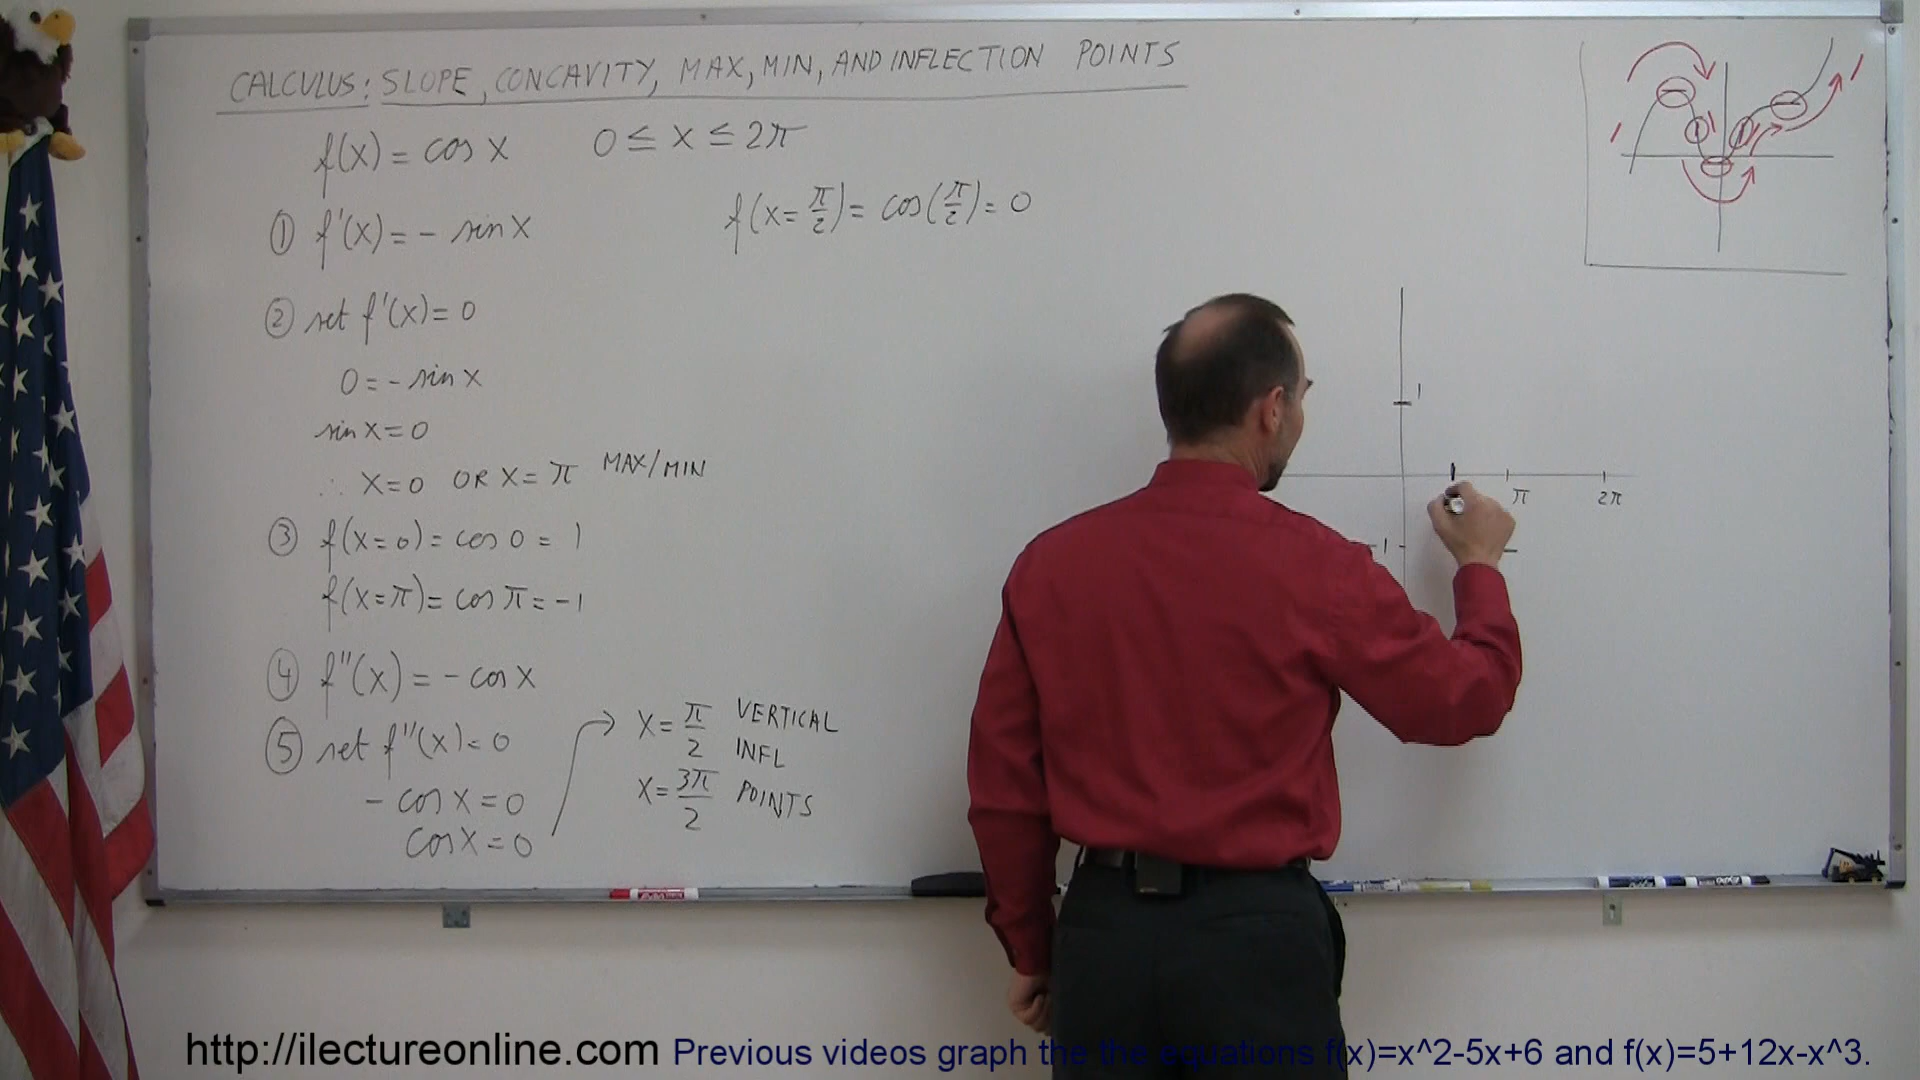 CALCULUS: SLOPE, CONCAVITY, MAX, MIN, AND INFLECTION POINTS
f(x) = cos x 0 ≤ x ≤ 2π
f(x=π/2) = cos(π/2) = 0
① f'(x) = - sin x
② set f'(x) = 0
0 = - sin x
sin x = 0
∴ x = 0 OR x = π MAX/MIN
③ f(x=0) = cos 0 = 1
f(x=π) = cos π = -1
④ f''(x) = - cos x
⑤ set f''(x) = 0
- cos x = 0
cos x = 0
x = π/2 VERTICAL
INFL
x = 3π/2 POINTS
1
π 2π
-1
http://ilectureonline.com Previous videos graph the the equations f(x)=x^2-5x+6 and f(x)=5+12x-x^3.